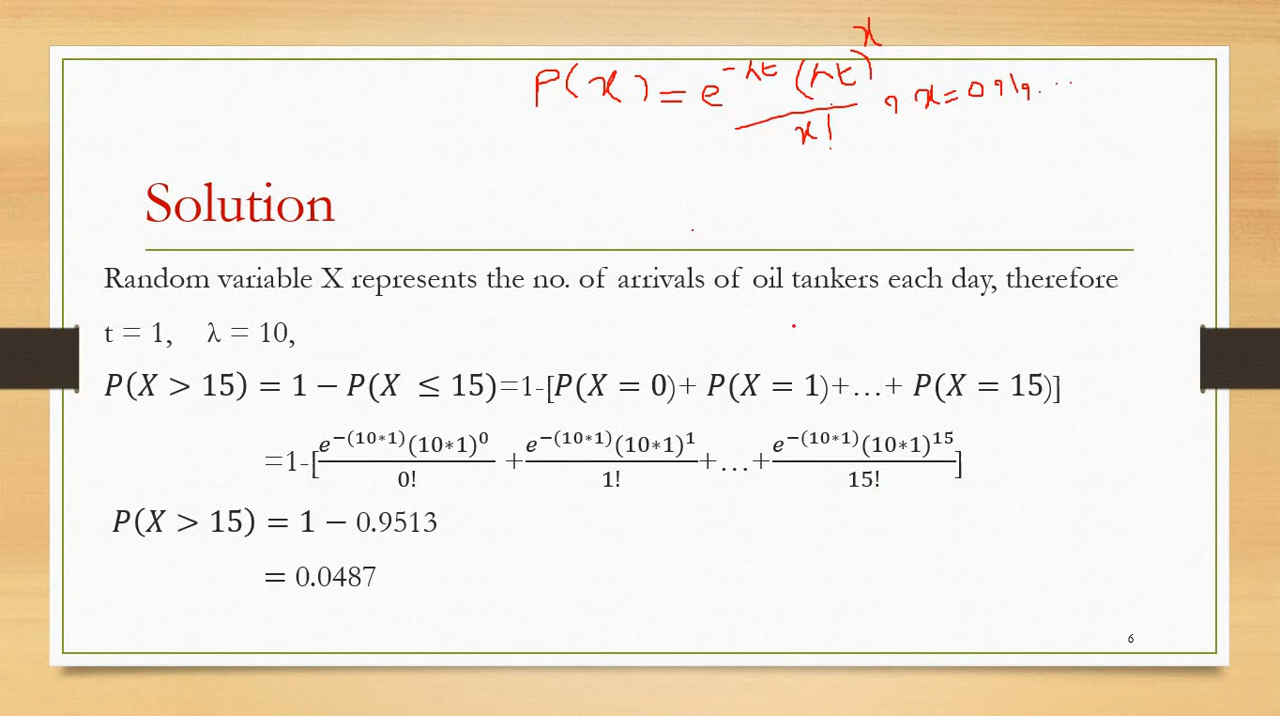 P(x) = e^{-λt} (λt)^x / x! , x = 0, 1, ...
Solution
Random variable X represents the no. of arrivals of oil tankers each day, therefore
t = 1, λ = 10,
P(X > 15) = 1 − P(X ≤ 15)=1-[P(X = 0)+ P(X = 1)+…+ P(X = 15)]
=1-[e^{−(10∗1)}(10∗1)^0 / 0! + e^{−(10∗1)}(10∗1)^1 / 1! +…+ e^{−(10∗1)}(10∗1)^{15} / 15!]
P(X > 15) = 1 − 0.9513
= 0.0487
6